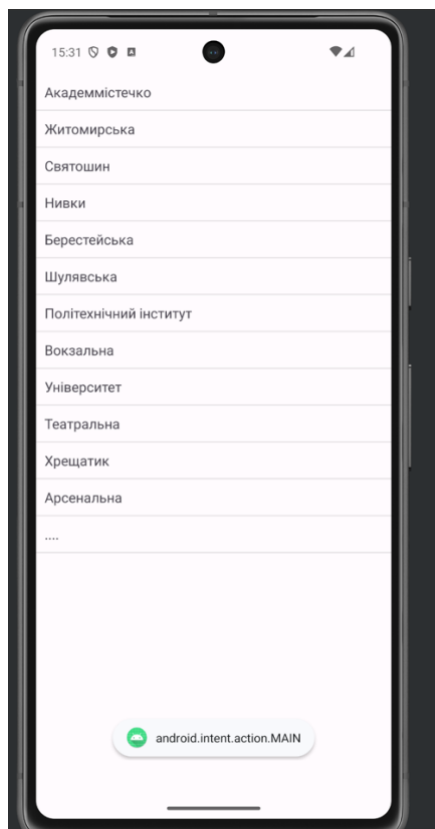 15:31
Академмістечко
Житомирська
Святошин
Нивки
Берестейська
Шулявська
Політехнічний інститут
Вокзальна
Університет
Театральна
Хрещатик
Арсенальна
....
android.intent.action.MAIN